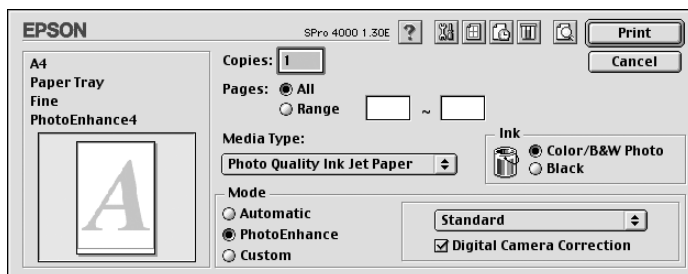 EPSON
SPro 4000 1.30E
?
Print
Cancel
A4
Paper Tray
Fine
PhotoEnhance4
A
Copies: 1
Pages: All
Range ~
Media Type:
Photo Quality Ink Jet Paper
Ink
Color/B&W Photo
Black
Mode
Automatic
PhotoEnhance
Custom
Standard
Digital Camera Correction